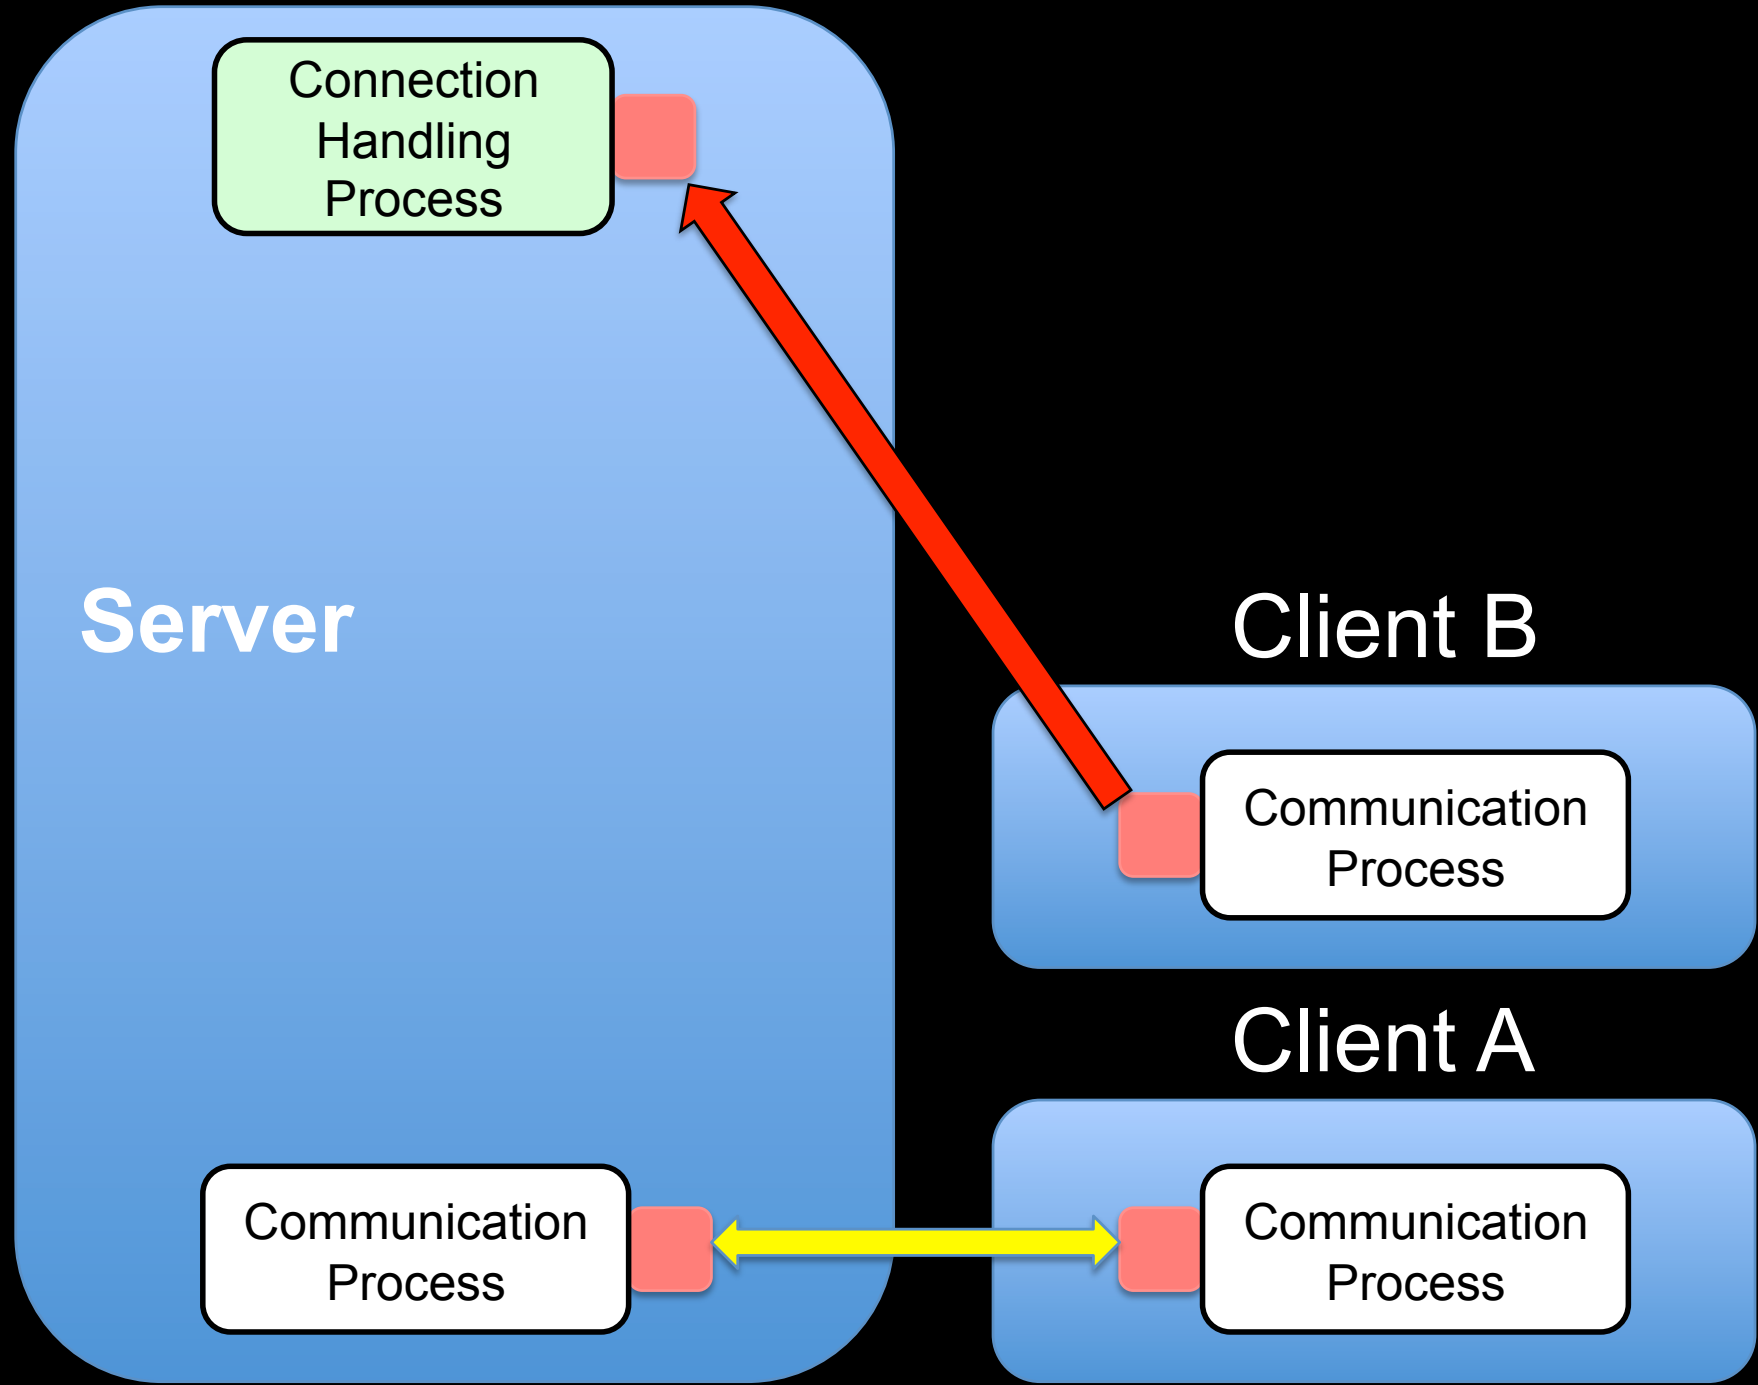 Connection
Handling
Process
Server
Client B
Communication
Process
Client A
Communication
Process
Communication
Process